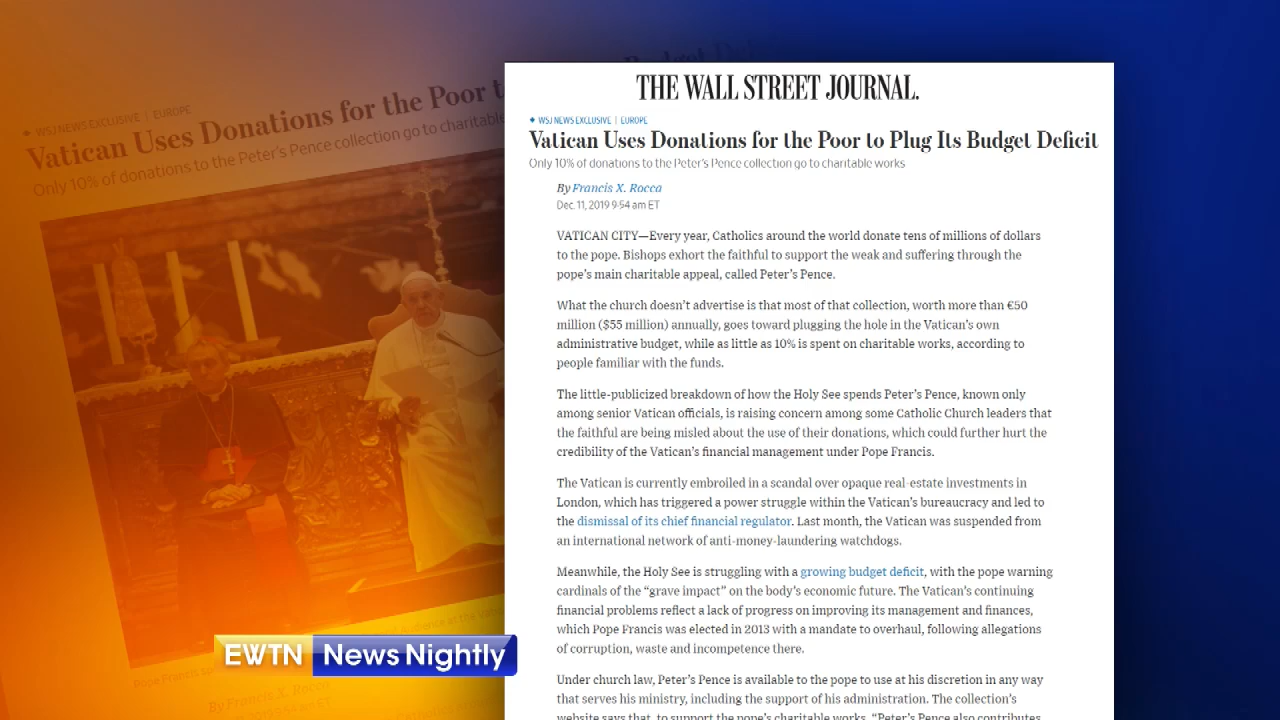 WSJ NEWS EXCLUSIVE | EUROPE
Vatican Uses Donations for the Poor t
Only 10% of donations to the Peter's Pence collection go to charitable
By Francis X. Rocca
EWTN News Nightly
THE WALL STREET JOURNAL.
WSJ NEWS EXCLUSIVE | EUROPE
Vatican Uses Donations for the Poor to Plug Its Budget Deficit
Only 10% of donations to the Peter's Pence collection go to charitable works
By Francis X. Rocca
Dec. 11, 2019 9:54 am ET
VATICAN CITY—Every year, Catholics around the world donate tens of millions of dollars
to the pope. Bishops exhort the faithful to support the weak and suffering through the
pope's main charitable appeal, called Peter's Pence.
What the church doesn't advertise is that most of that collection, worth more than €50
million ($55 million) annually, goes toward plugging the hole in the Vatican's own
administrative budget, while as little as 10% is spent on charitable works, according to
people familiar with the funds.
The little-publicized breakdown of how the Holy See spends Peter's Pence, known only
among senior Vatican officials, is raising concern among some Catholic Church leaders that
the faithful are being misled about the use of their donations, which could further hurt the
credibility of the Vatican's financial management under Pope Francis.
The Vatican is currently embroiled in a scandal over opaque real-estate investments in
London, which has triggered a power struggle within the Vatican's bureaucracy and led to
the dismissal of its chief financial regulator. Last month, the Vatican was suspended from
an international network of anti-money-laundering watchdogs.
Meanwhile, the Holy See is struggling with a growing budget deficit, with the pope warning
cardinals of the “grave impact” on the body's economic future. The Vatican's continuing
financial problems reflect a lack of progress on improving its management and finances,
which Pope Francis was elected in 2013 with a mandate to overhaul, following allegations
of corruption, waste and incompetence there.
Under church law, Peter's Pence is available to the pope to use at his discretion in any way
that serves his ministry, including the support of his administration. The collection's
website says that, to support the pope's charitable works, “Peter's Pence also contributes